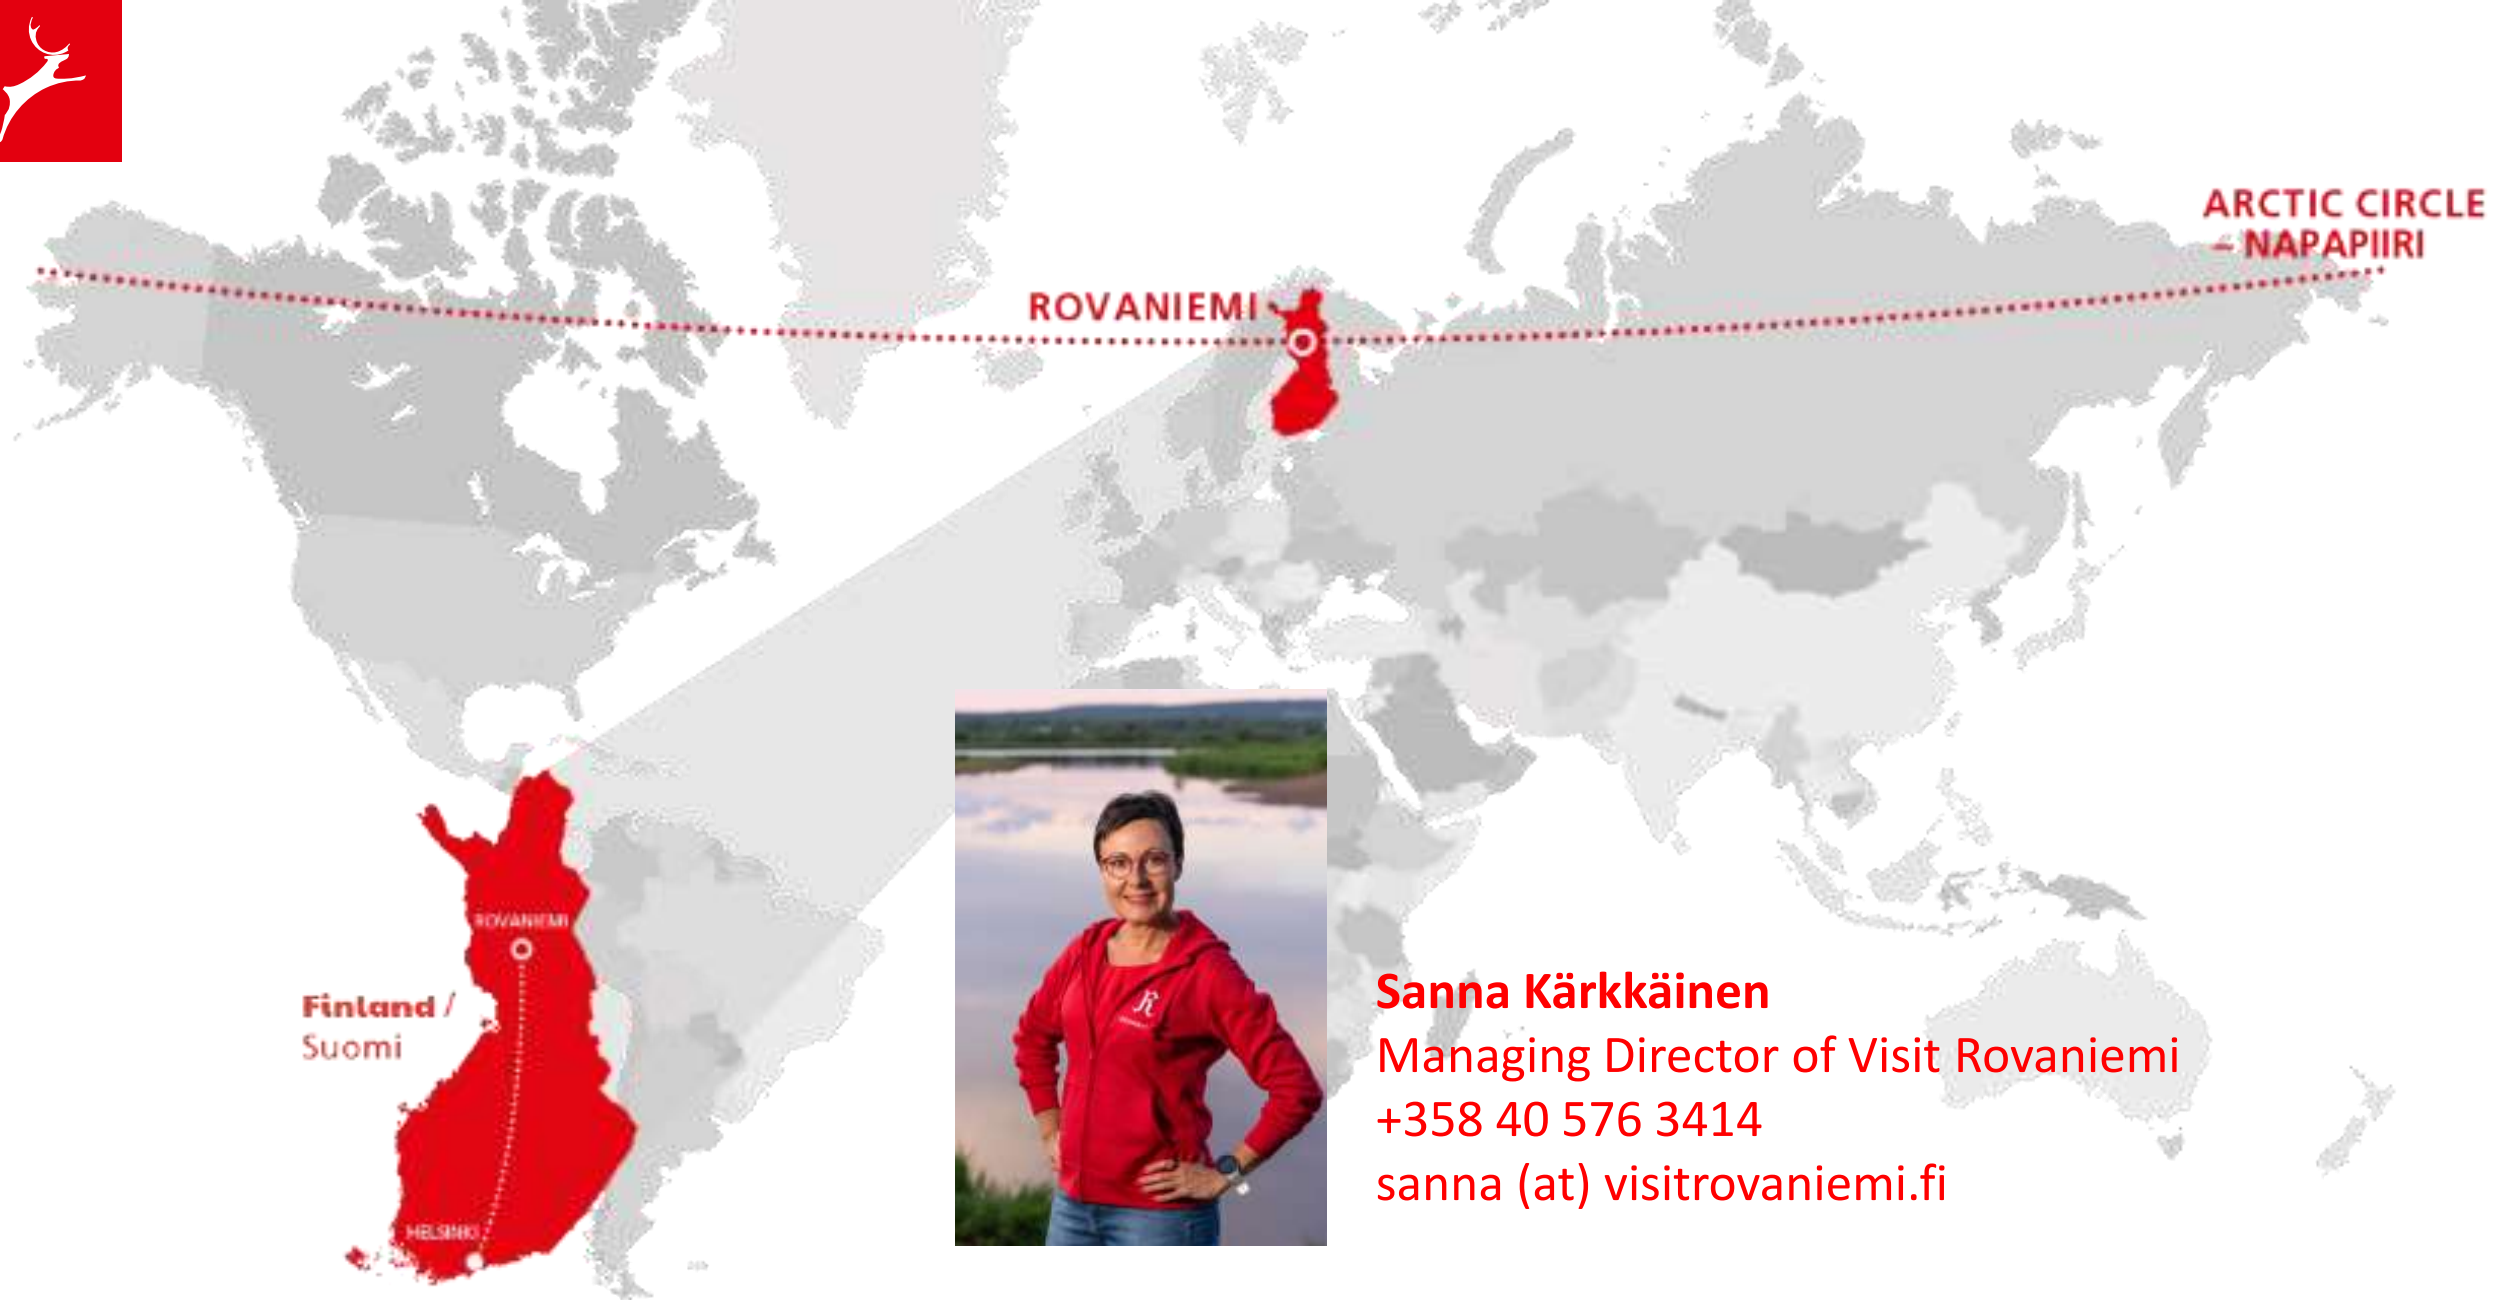 ARCTIC CIRCLE
– NAPAPIIRI
ROVANIEMI
ROVANIEMI
Finland /
Suomi
HELSINKI
Sanna Kärkkäinen
Managing Director of Visit Rovaniemi
+358 40 576 3414
sanna (at) visitrovaniemi.fi